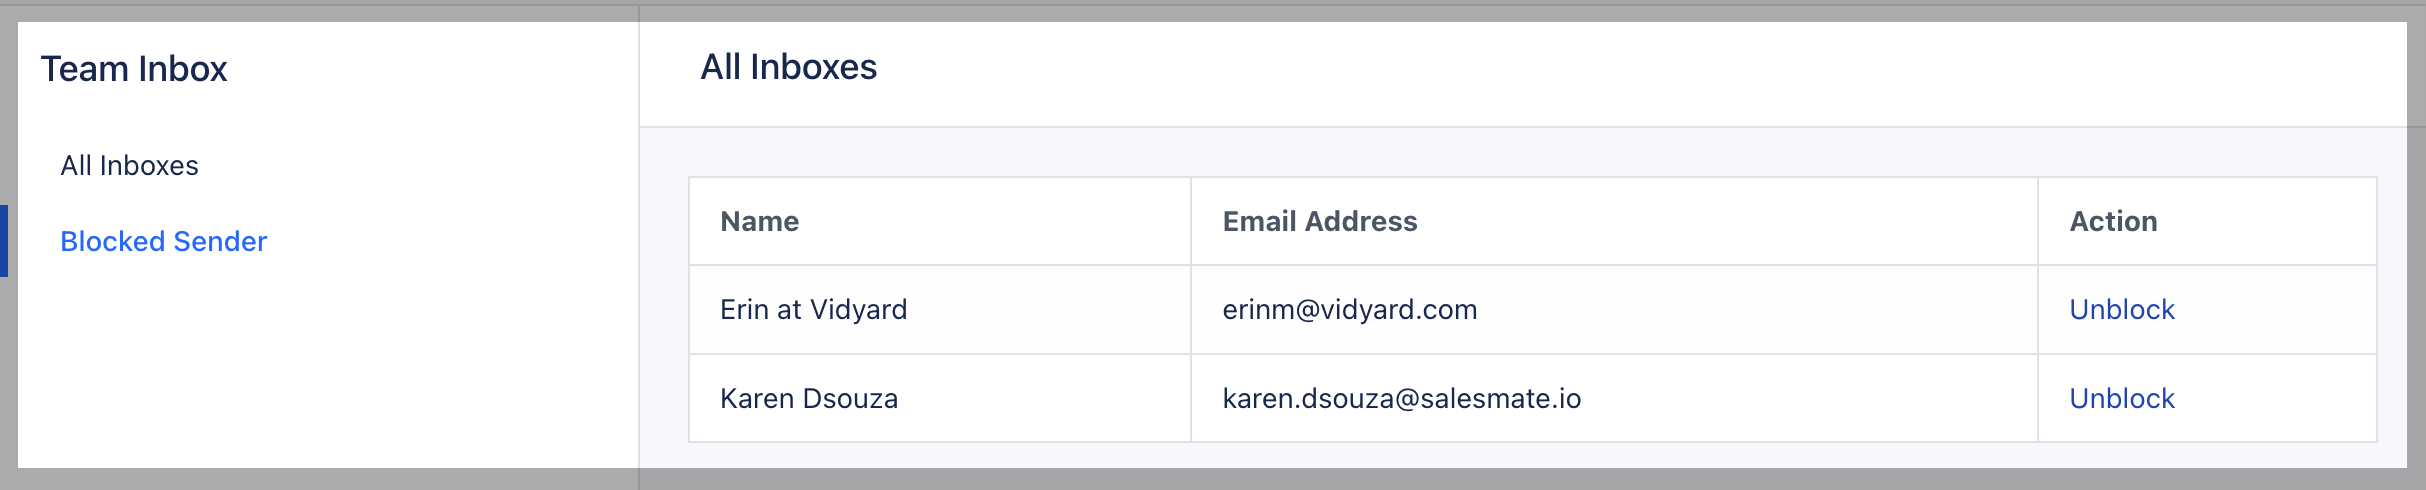 Team Inbox
All Inboxes
Blocked Sender
All Inboxes
Name Email Address Action
Erin at Vidyard erinm@vidyard.com Unblock
Karen Dsouza karen.dsouza@salesmate.io Unblock